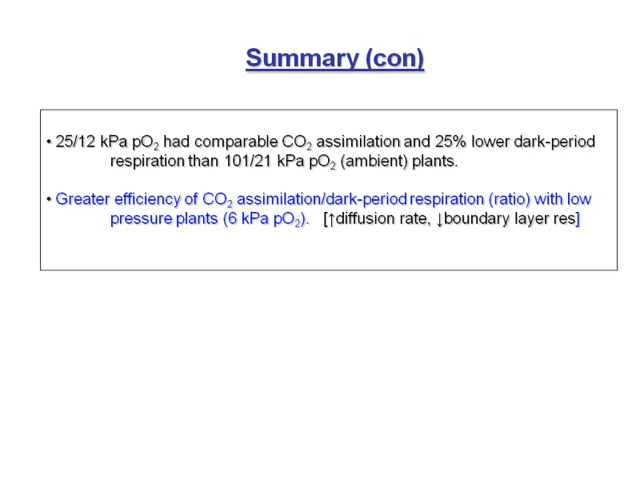 Summary (con)
• 25/12 kPa pO₂ had comparable CO₂ assimilation and 25% lower dark-period
respiration than 101/21 kPa pO₂ (ambient) plants.
• Greater efficiency of CO₂ assimilation/dark-period respiration (ratio) with low
pressure plants (6 kPa pO₂). [↑diffusion rate, ↓boundary layer res]